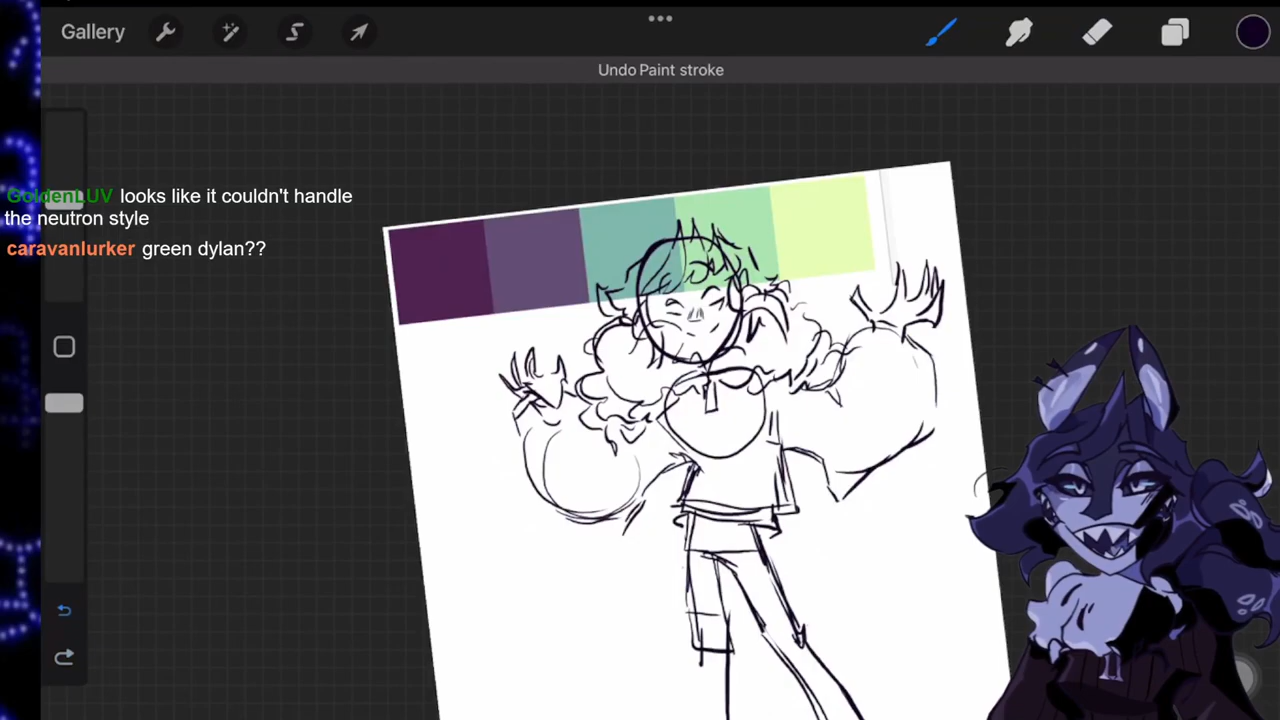 Gallery
Undo Paint stroke
GoldenLUV looks like it couldn't handle
the neutron style
caravanlurker green dylan??